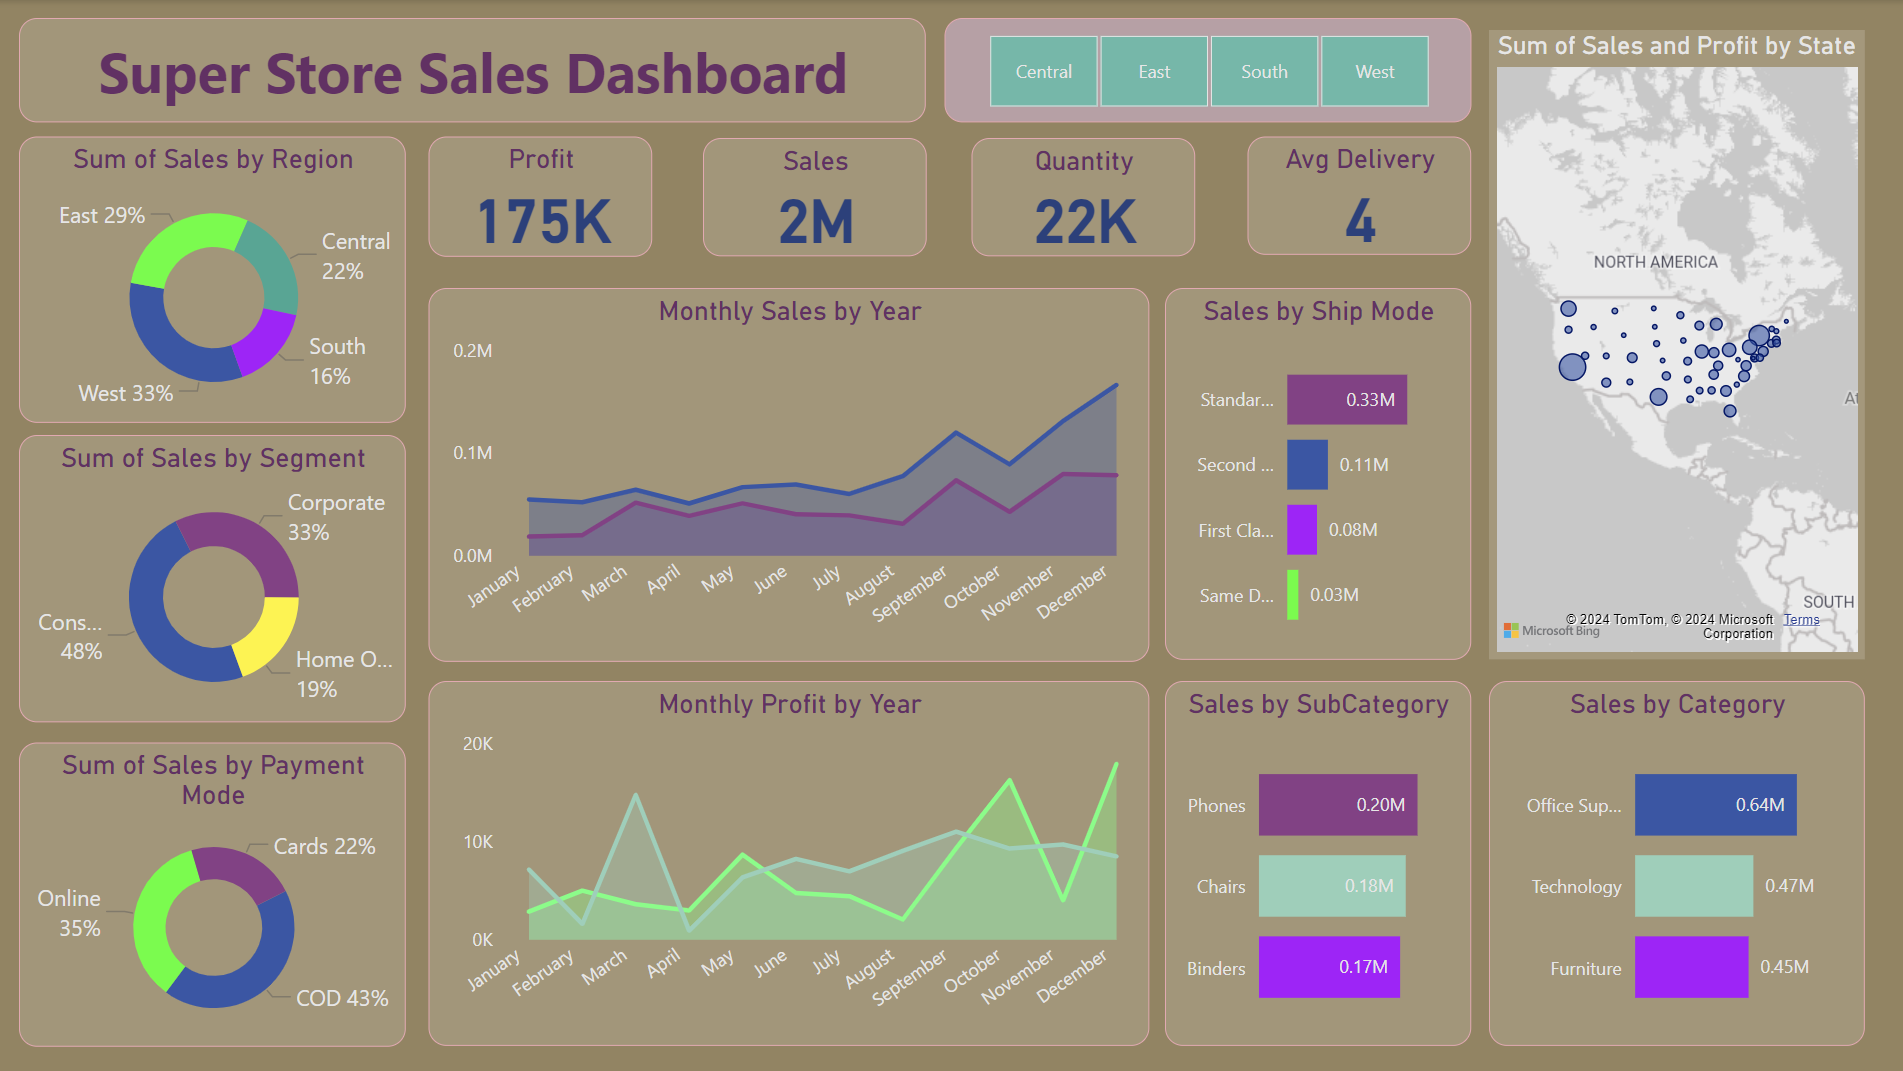 Super Store Sales Dashboard
Central
East
South
West
Sum of Sales and Profit by State
NORTH AMERICA
SOUTH
At
© 2024 TomTom, © 2024 Microsoft Corporation
Terms
Microsoft Bing
Sum of Sales by Region
East 29%
Central
22%
South
16%
West 33%
Profit
175K
Sales
2M
Quantity
22K
Avg Delivery
4
Monthly Sales by Year
0.2M
0.1M
0.0M
January
February
March
April
May
June
July
August
September
October
November
December
Sales by Ship Mode
Standar...
0.33M
Second ...
0.11M
First Cla...
0.08M
Same D...
0.03M
Sum of Sales by Segment
Corporate
33%
Cons...
48%
Home O...
19%
Sum of Sales by Payment
Mode
Cards 22%
Online
35%
COD 43%
Monthly Profit by Year
20K
10K
0K
January
February
March
April
May
June
July
August
September
October
November
December
Sales by SubCategory
Phones
0.20M
Chairs
0.18M
Binders
0.17M
Sales by Category
Office Sup...
0.64M
Technology
0.47M
Furniture
0.45M